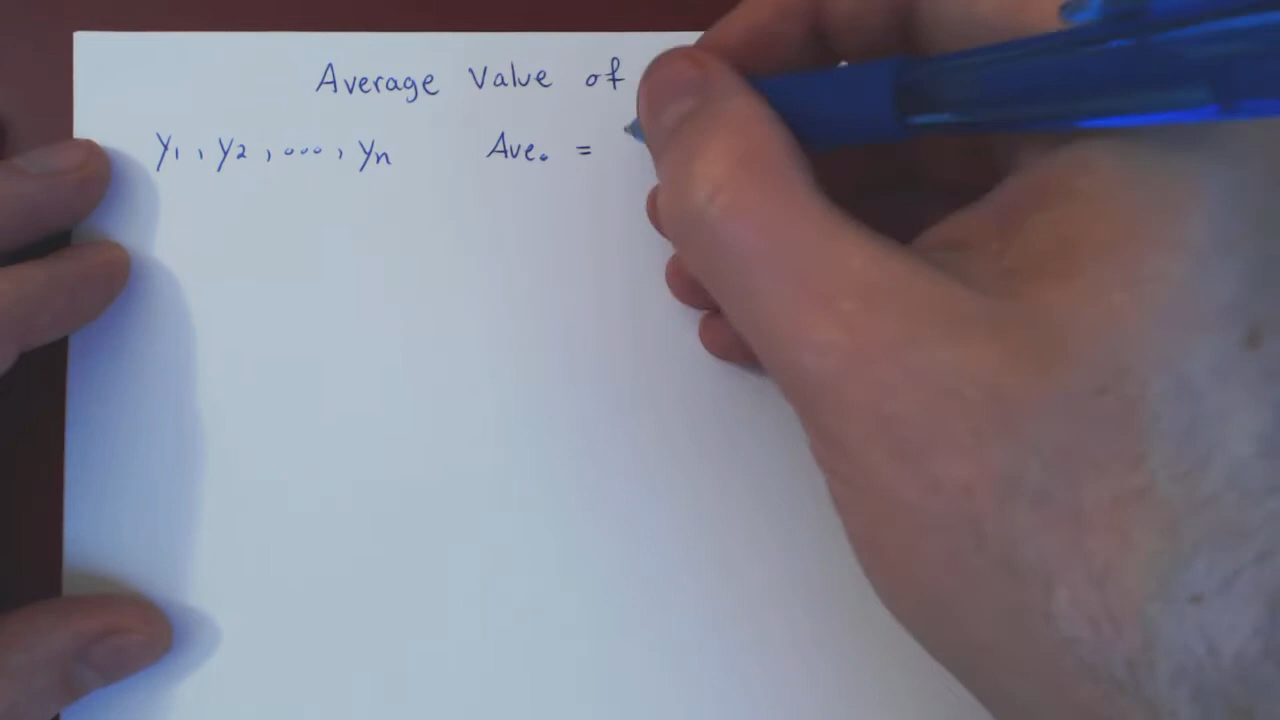 Average Value of
y1, y2, ..., yn Ave. =